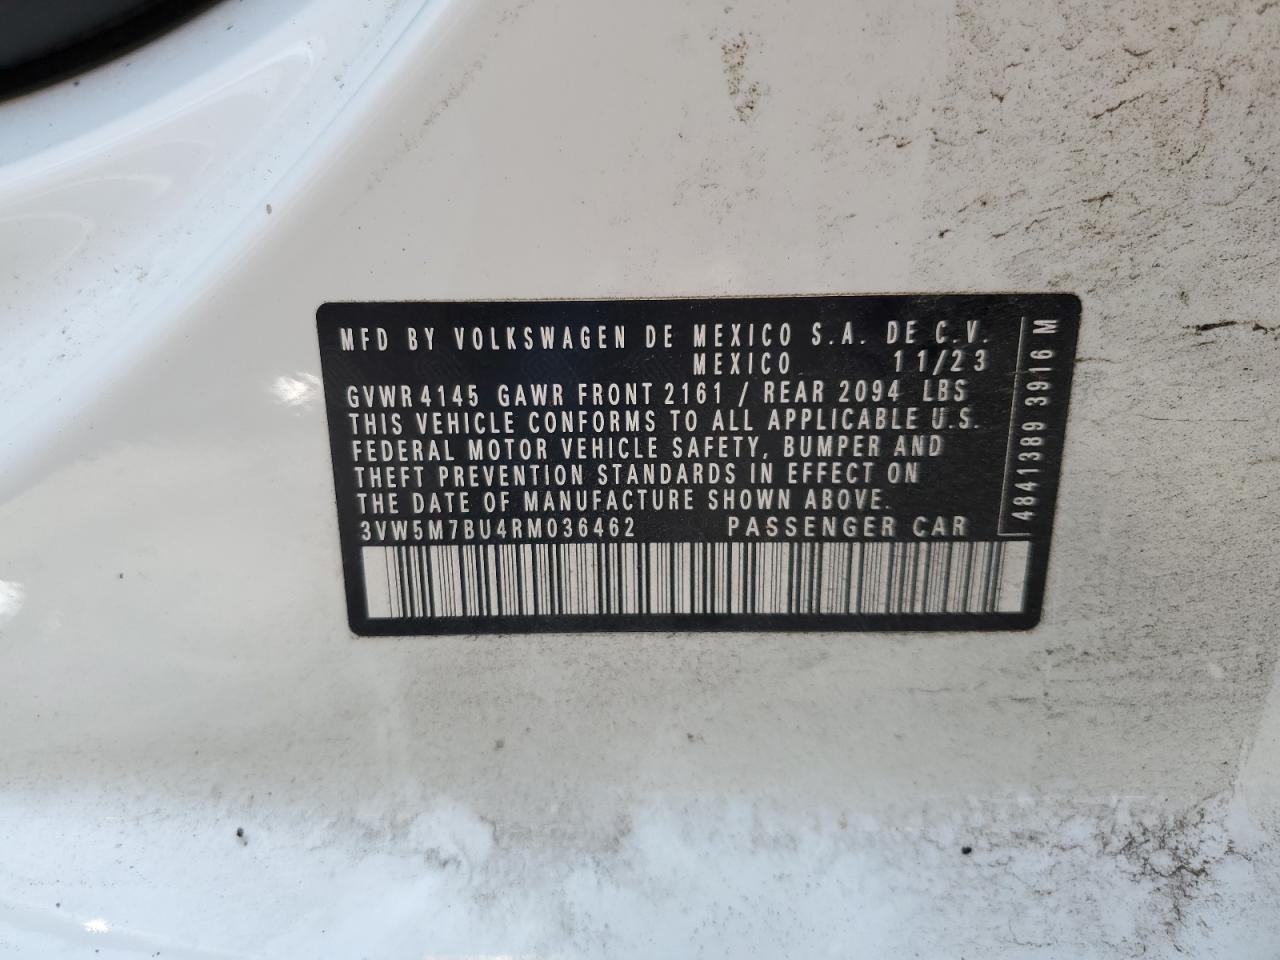 MFD BY VOLKSWAGEN DE MEXICO S.A. DE C.V.
MEXICO 11/23
GVWR 4145 GAWR FRONT 2161 / REAR 2094 LBS
THIS VEHICLE CONFORMS TO ALL APPLICABLE U.S.
FEDERAL MOTOR VEHICLE SAFETY, BUMPER AND
THEFT PREVENTION STANDARDS IN EFFECT ON
THE DATE OF MANUFACTURE SHOWN ABOVE.
3VW5M7BU4RM036462 PASSENGER CAR
4841389 3916 M